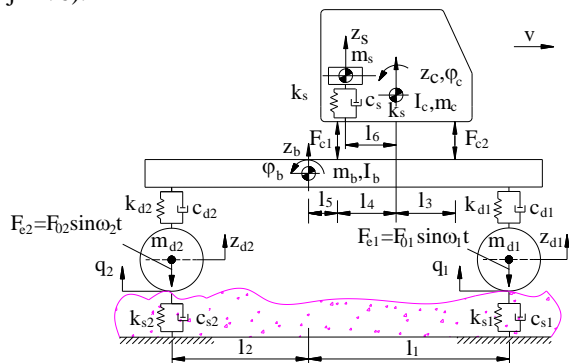 z_s
m_s
v
k_s
c_s
z_c,φ_c
k_s I_c,m_c
F_c1
l_6
F_c2
z_b
φ_b
m_b,I_b
l_5 l_4 l_3
k_d2 c_d2
k_d1 c_d1
F_e2=F_02sinω_2t
F_e1=F_01 sinω_1t
m_d2
z_d2
m_d1
z_d1
q_2
q_1
k_s2 c_s2
k_s1 c_s1
l_2 l_1